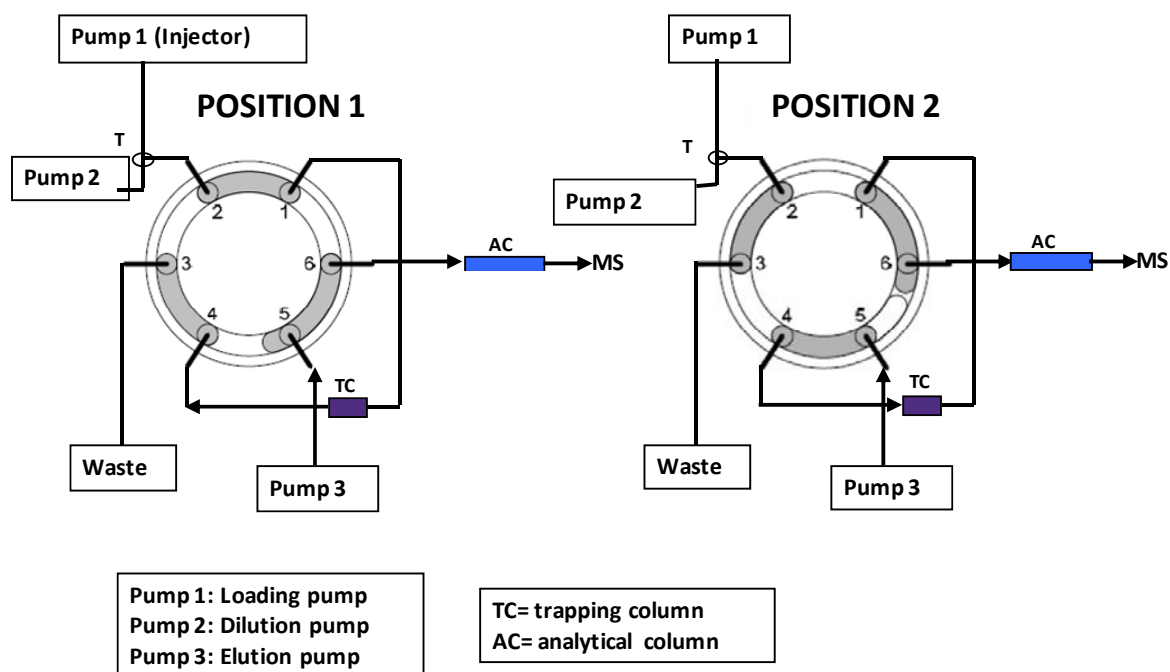 Pump 1 (Injector)
POSITION 1
T
Pump 2
2
1
3
6
4
5
AC
MS
TC
Waste
Pump 3
Pump 1
POSITION 2
T
Pump 2
2
1
3
6
4
5
AC
MS
TC
Waste
Pump 3
Pump 1: Loading pump
Pump 2: Dilution pump
Pump 3: Elution pump
TC= trapping column
AC= analytical column